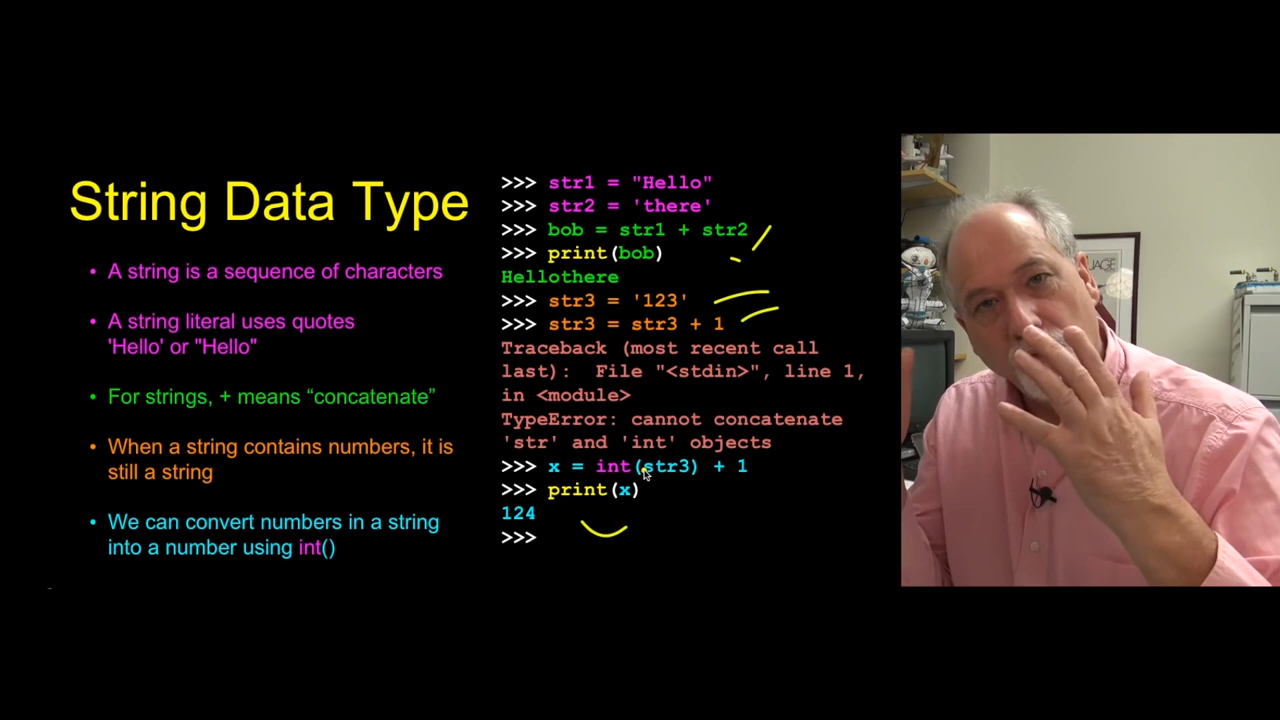 String Data Type
• A string is a sequence of characters
• A string literal uses quotes
'Hello' or "Hello"
• For strings, + means “concatenate”
• When a string contains numbers, it is
still a string
• We can convert numbers in a string
into a number using int()
>>> str1 = "Hello"
>>> str2 = 'there'
>>> bob = str1 + str2
>>> print(bob)
Hellothere
>>> str3 = '123'
>>> str3 = str3 + 1
Traceback (most recent call
last):  File "<stdin>", line 1,
in <module>
TypeError: cannot concatenate
'str' and 'int' objects
>>> x = int(str3) + 1
>>> print(x)
124
>>>